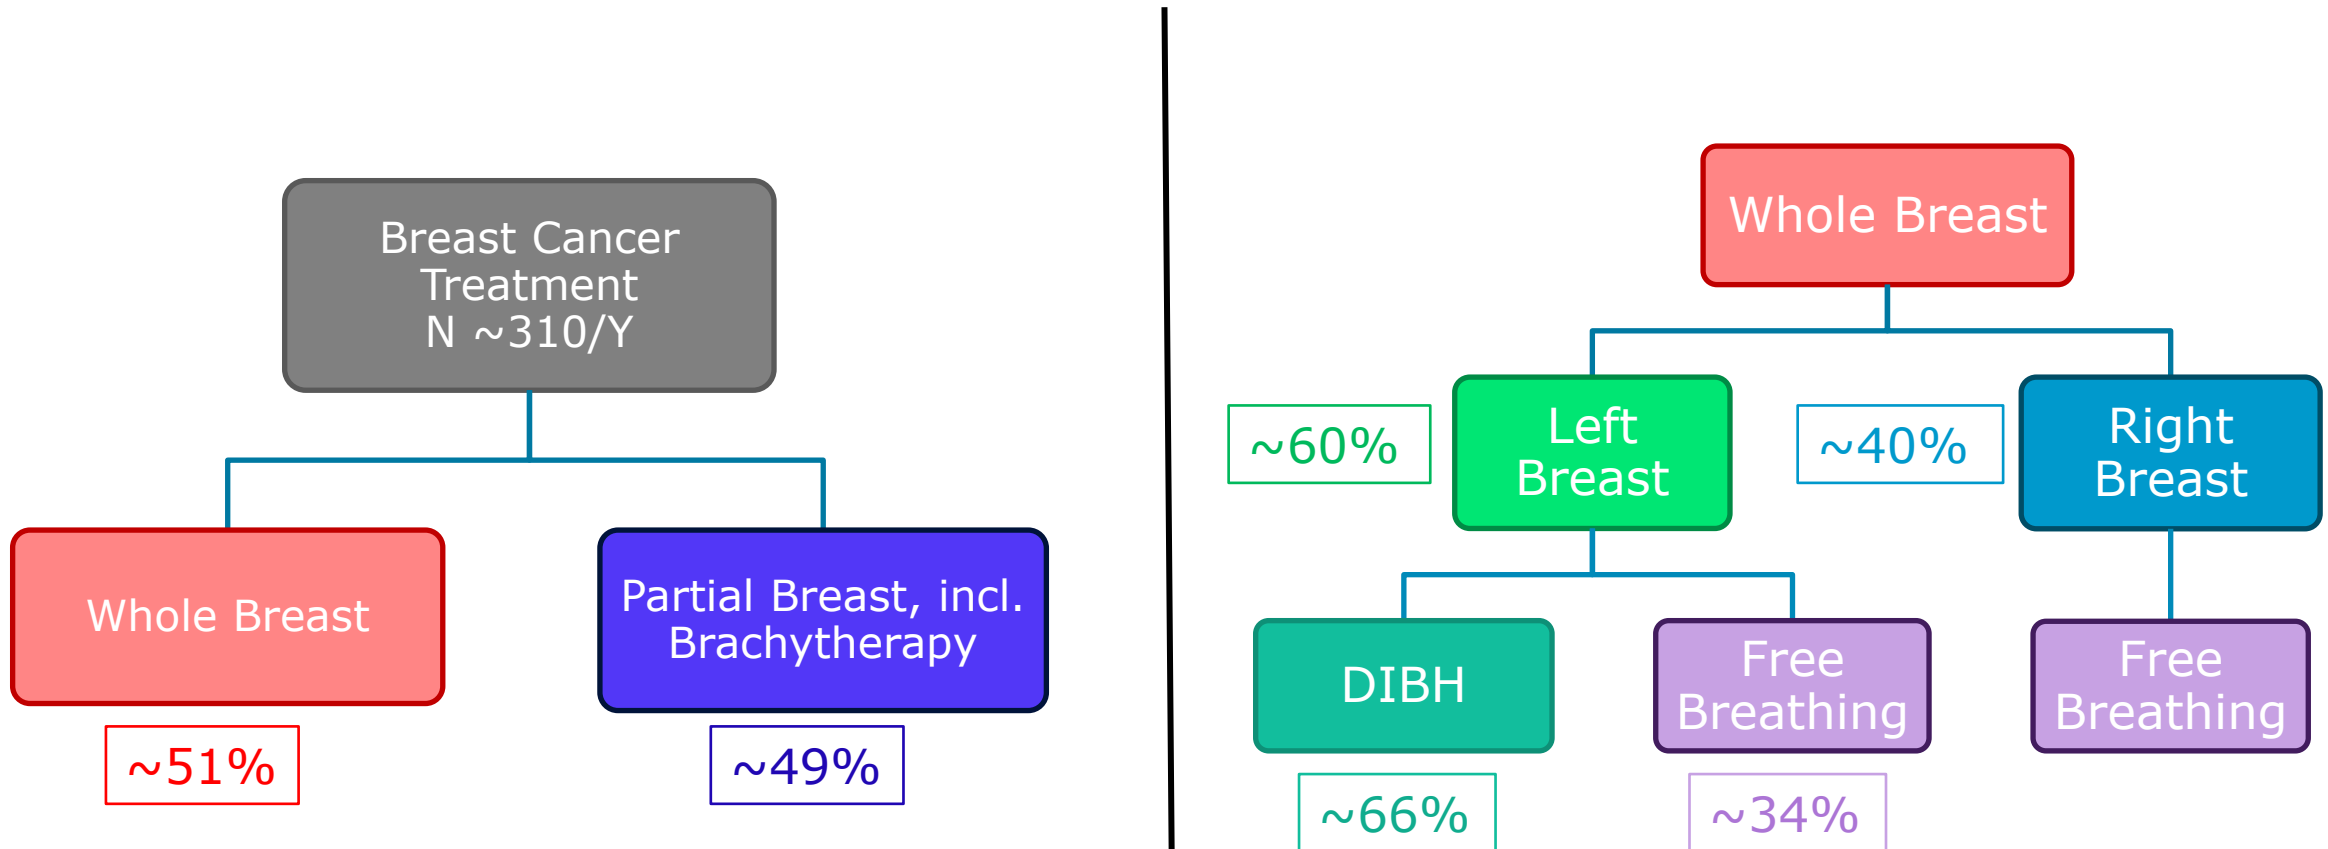 Breast Cancer
Treatment
N ~310/Y
Whole Breast
Partial Breast, incl.
Brachytherapy
~51%
~49%
Whole Breast
~60%
Left
Breast
~40%
Right
Breast
DIBH
Free
Breathing
Free
Breathing
~66%
~34%